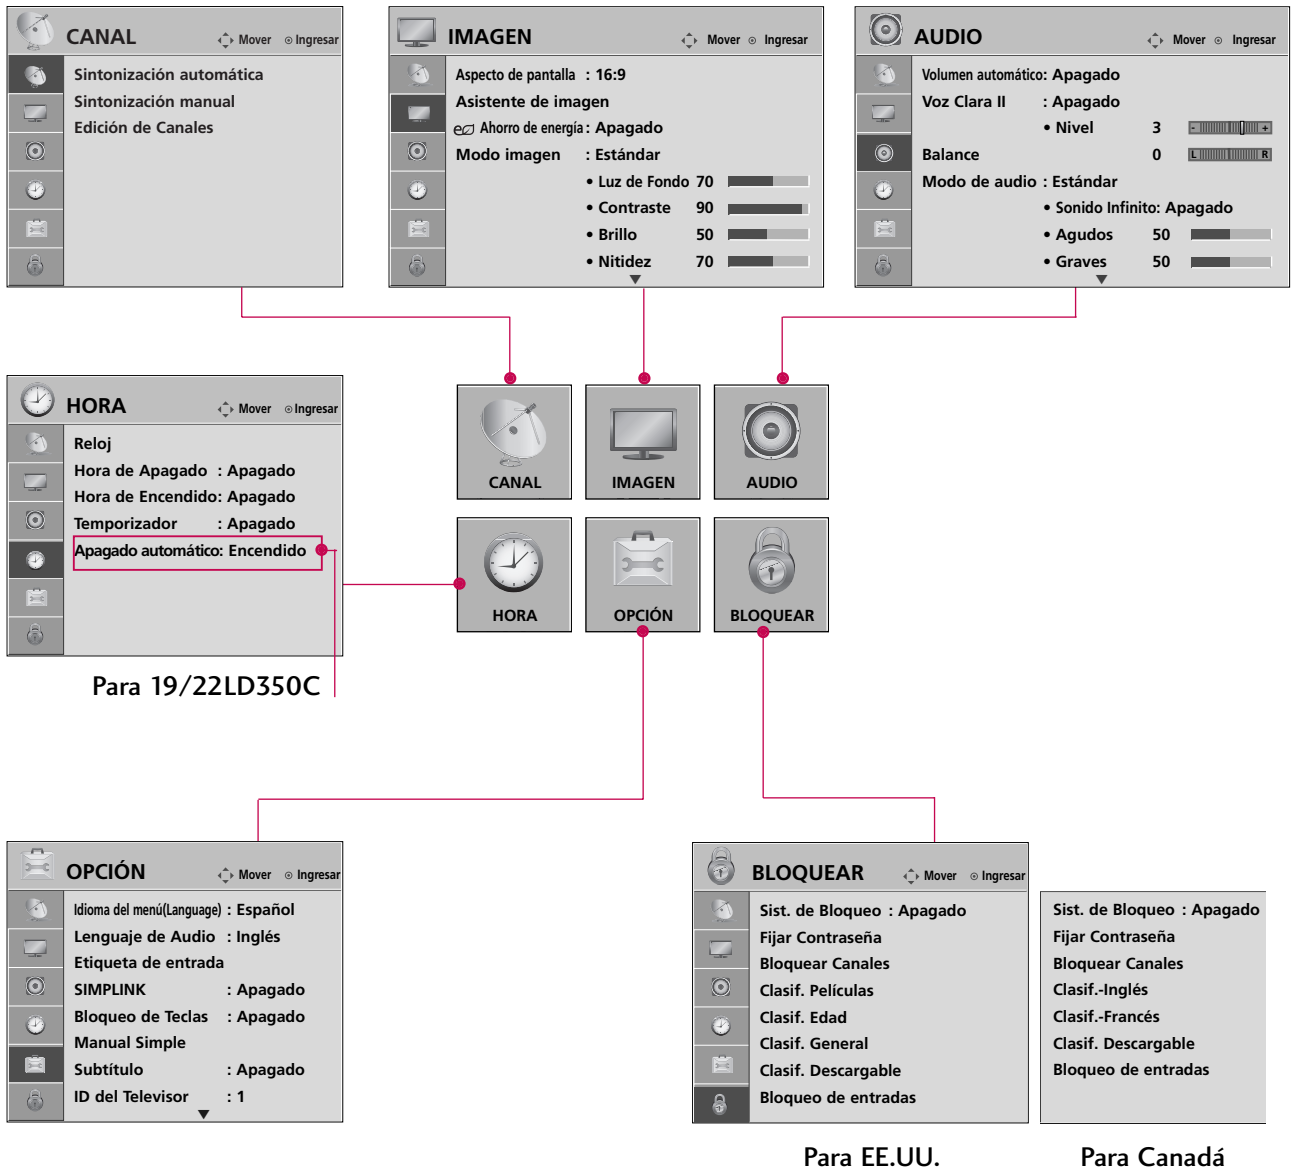 CANAL
Mover
Ingresar
Sintonización automática
Sintonización manual
Edición de Canales
IMAGEN
Mover
Ingresar
Aspecto de pantalla : 16:9
Asistente de imagen
eco Ahorro de energía : Apagado
Modo imagen : Estándar
• Luz de Fondo 70
• Contraste 90
• Brillo 50
• Nitidez 70
AUDIO
Mover
Ingresar
Volumen automático: Apagado
Voz Clara II : Apagado
• Nivel 3 - +
Balance 0 L R
Modo de audio : Estándar
• Sonido Infinito: Apagado
• Agudos 50
• Graves 50
HORA
Mover
Ingresar
Reloj
Hora de Apagado : Apagado
Hora de Encendido: Apagado
Temporizador : Apagado
Apagado automático: Encendido
Para 19/22LD350C
CANAL
IMAGEN
AUDIO
HORA
OPCIÓN
BLOQUEAR
OPCIÓN
Mover
Ingresar
Idioma del menú(Language) : Español
Lenguaje de Audio : Inglés
Etiqueta de entrada
SIMPLINK : Apagado
Bloqueo de Teclas : Apagado
Manual Simple
Subtítulo : Apagado
ID del Televisor : 1
BLOQUEAR
Mover
Ingresar
Sist. de Bloqueo : Apagado
Fijar Contraseña
Bloquear Canales
Clasif. Películas
Clasif. Edad
Clasif. General
Clasif. Descargable
Bloqueo de entradas
Para EE.UU.
Sist. de Bloqueo : Apagado
Fijar Contraseña
Bloquear Canales
Clasif.-Inglés
Clasif.-Francés
Clasif. Descargable
Bloqueo de entradas
Para Canadá